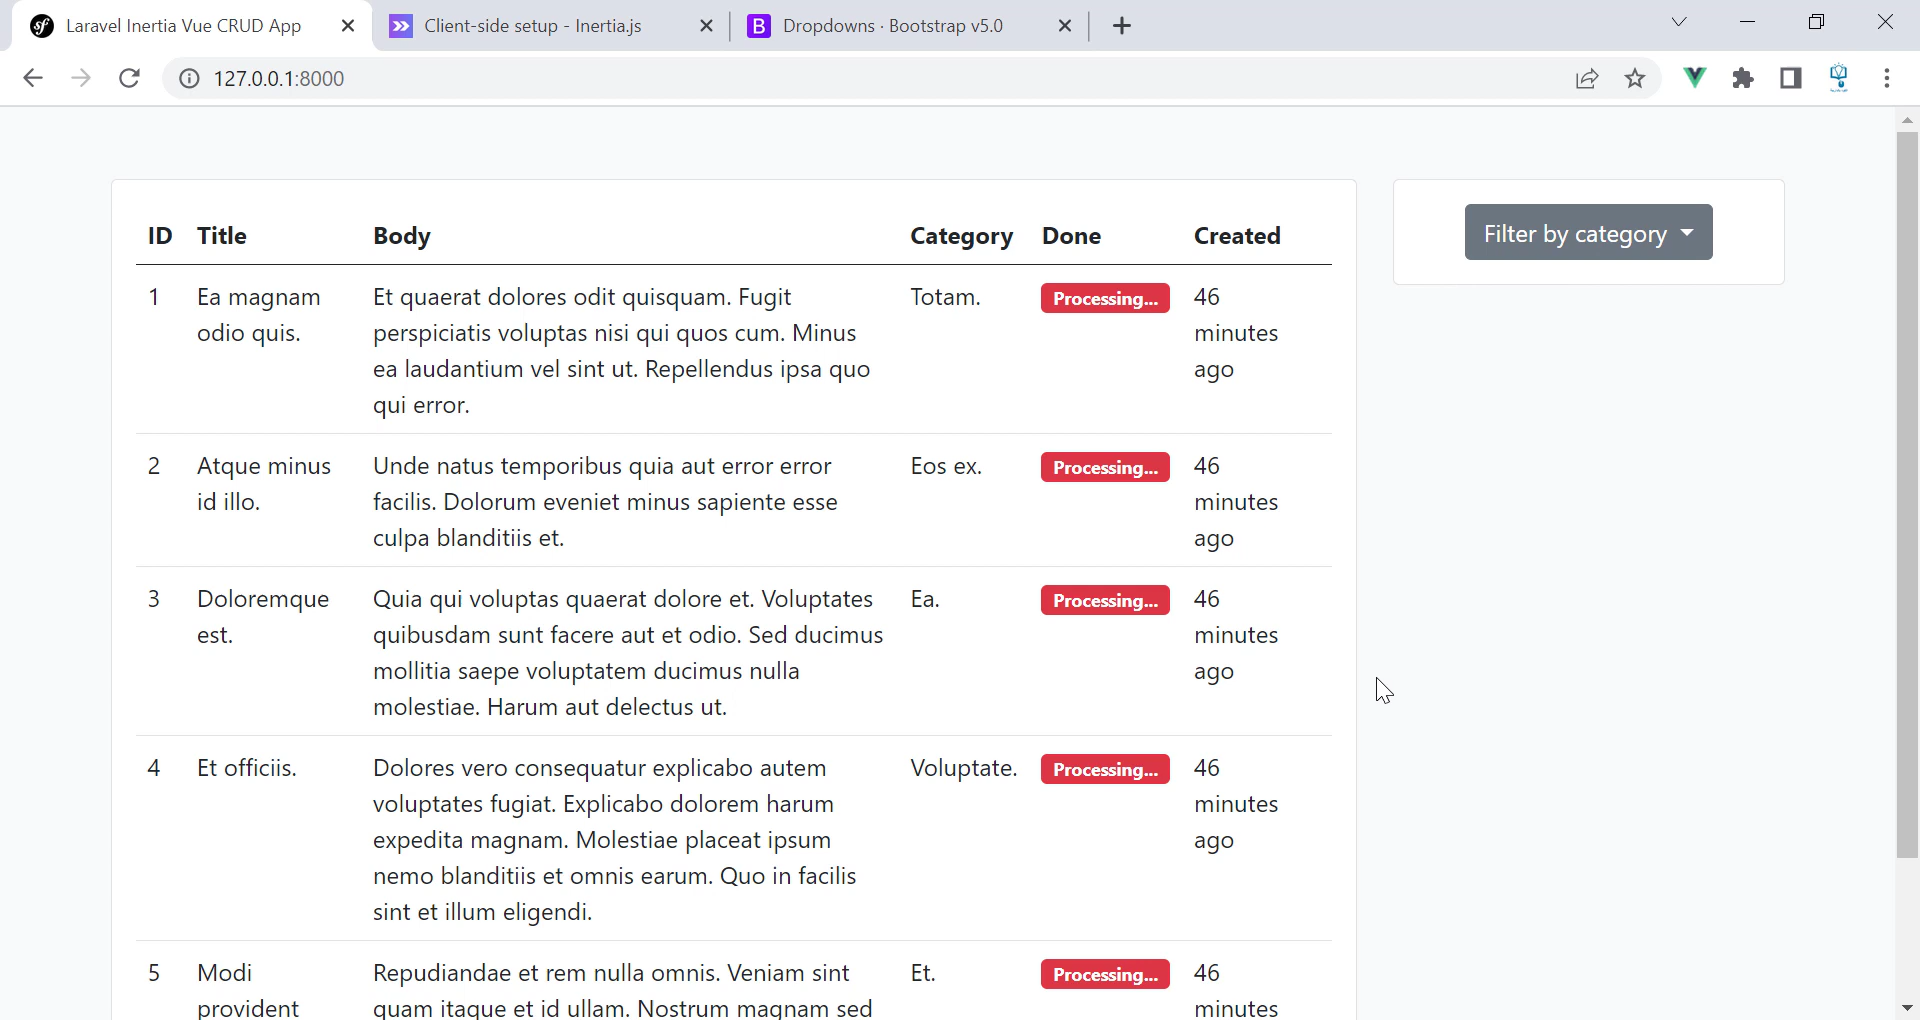 Laravel Inertia Vue CRUD App
Client-side setup - Inertia.js
B
Dropdowns · Bootstrap v5.0
127.0.0.1:8000
ID Title Body Category Done Created
Filter by category
1 Ea magnam Et quaerat dolores odit quisquam. Fugit Totam. Processing... 46
odio quis. perspiciatis voluptas nisi qui quos cum. Minus minutes
ea laudantium vel sint ut. Repellendus ipsa quo ago
qui error.
2 Atque minus Unde natus temporibus quia aut error error Eos ex. Processing... 46
id illo. facilis. Dolorum eveniet minus sapiente esse minutes
culpa blanditiis et. ago
3 Doloremque Quia qui voluptas quaerat dolore et. Voluptates Ea. Processing... 46
est. quibusdam sunt facere aut et odio. Sed ducimus minutes
mollitia saepe voluptatem ducimus nulla ago
molestiae. Harum aut delectus ut.
4 Et officiis. Dolores vero consequatur explicabo autem Voluptate. Processing... 46
voluptates fugiat. Explicabo dolorem harum minutes
expedita magnam. Molestiae placeat ipsum ago
nemo blanditiis et omnis earum. Quo in facilis
sint et illum eligendi.
5 Modi Repudiandae et rem nulla omnis. Veniam sint Et. Processing... 46
provident quam itaque et id ullam. Nostrum magnam sed minutes